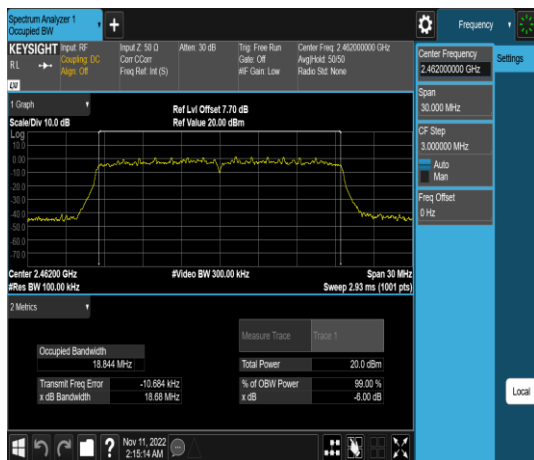 Spectrum Analyzer 1
Occupied BW
Frequency
KEYSIGHT
Input: RF
Coupling: DC
Align: Off
Input Z: 50 Ω
Corr CCorr
Freq Ref: Int (S)
Atten: 30 dB
Trig: Free Run
Gate: Off
#IF Gain: Low
Center Freq: 2.462000000 GHz
Avg|Hold: 50/50
Radio Std: None
R L
LXI
1 Graph
Scale/Div 10.0 dB
Ref Lvl Offset 7.70 dB
Ref Value 20.00 dBm
Log
10.0
0.00
-10.0
-20.0
-30.0
-40.0
-50.0
-60.0
-70.0
Center 2.46200 GHz
#Res BW 100.00 kHz
#Video BW 300.00 kHz
Span 30 MHz
Sweep 2.93 ms (1001 pts)
2 Metrics
Measure Trace
Trace 1
Occupied Bandwidth
18.844 MHz
Total Power
20.0 dBm
Transmit Freq Error
-10.684 kHz
% of OBW Power
99.00 %
x dB Bandwidth
18.68 MHz
x dB
-6.00 dB
Center Frequency
2.462000000 GHz
Settings
Span
30.000 MHz
CF Step
3.000000 MHz
Auto
Man
Freq Offset
0 Hz
Local
Nov 11, 2022
2:15:14 AM